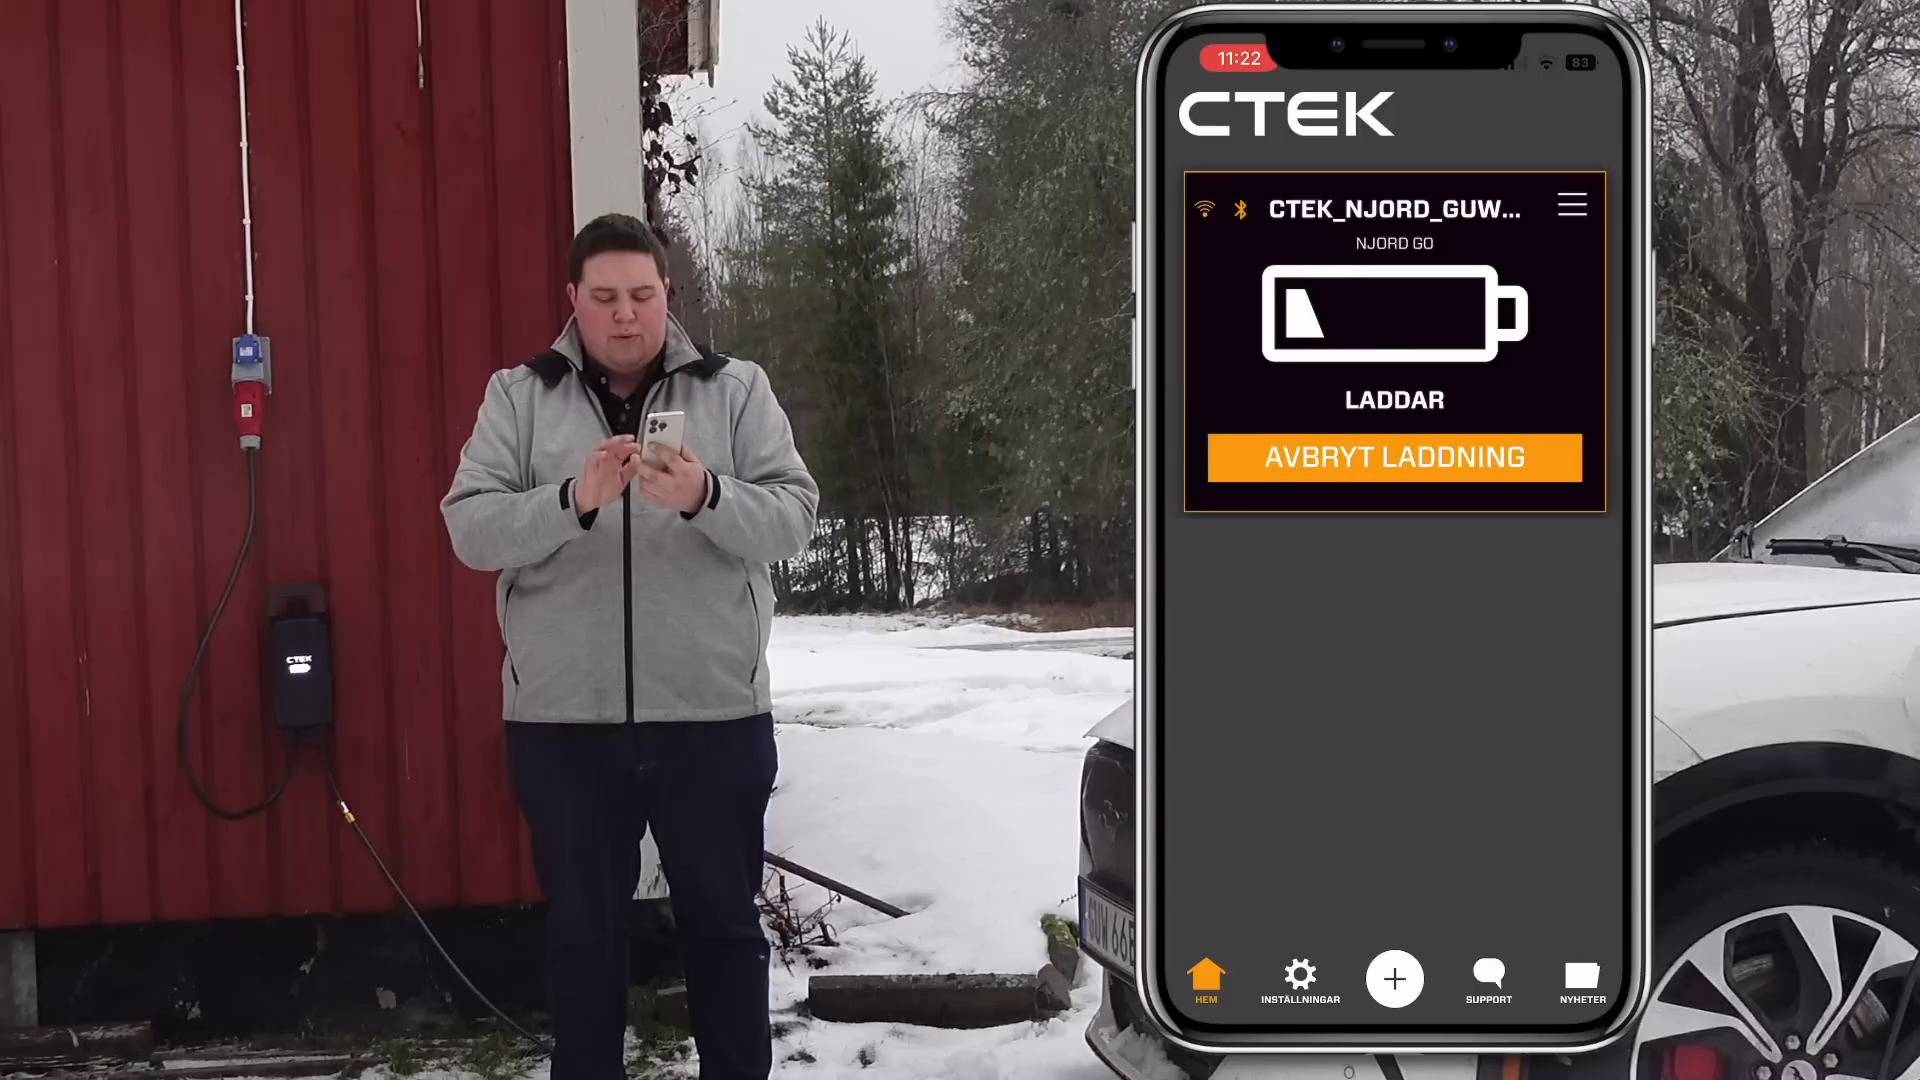 11:22
83
CTEK
CTEK_NJORD_GUW...
NJORD GO
LADDAR
AVBRYT LADDNING
HEM
INSTÄLLNINGAR
SUPPORT
NYHETER
CTEK